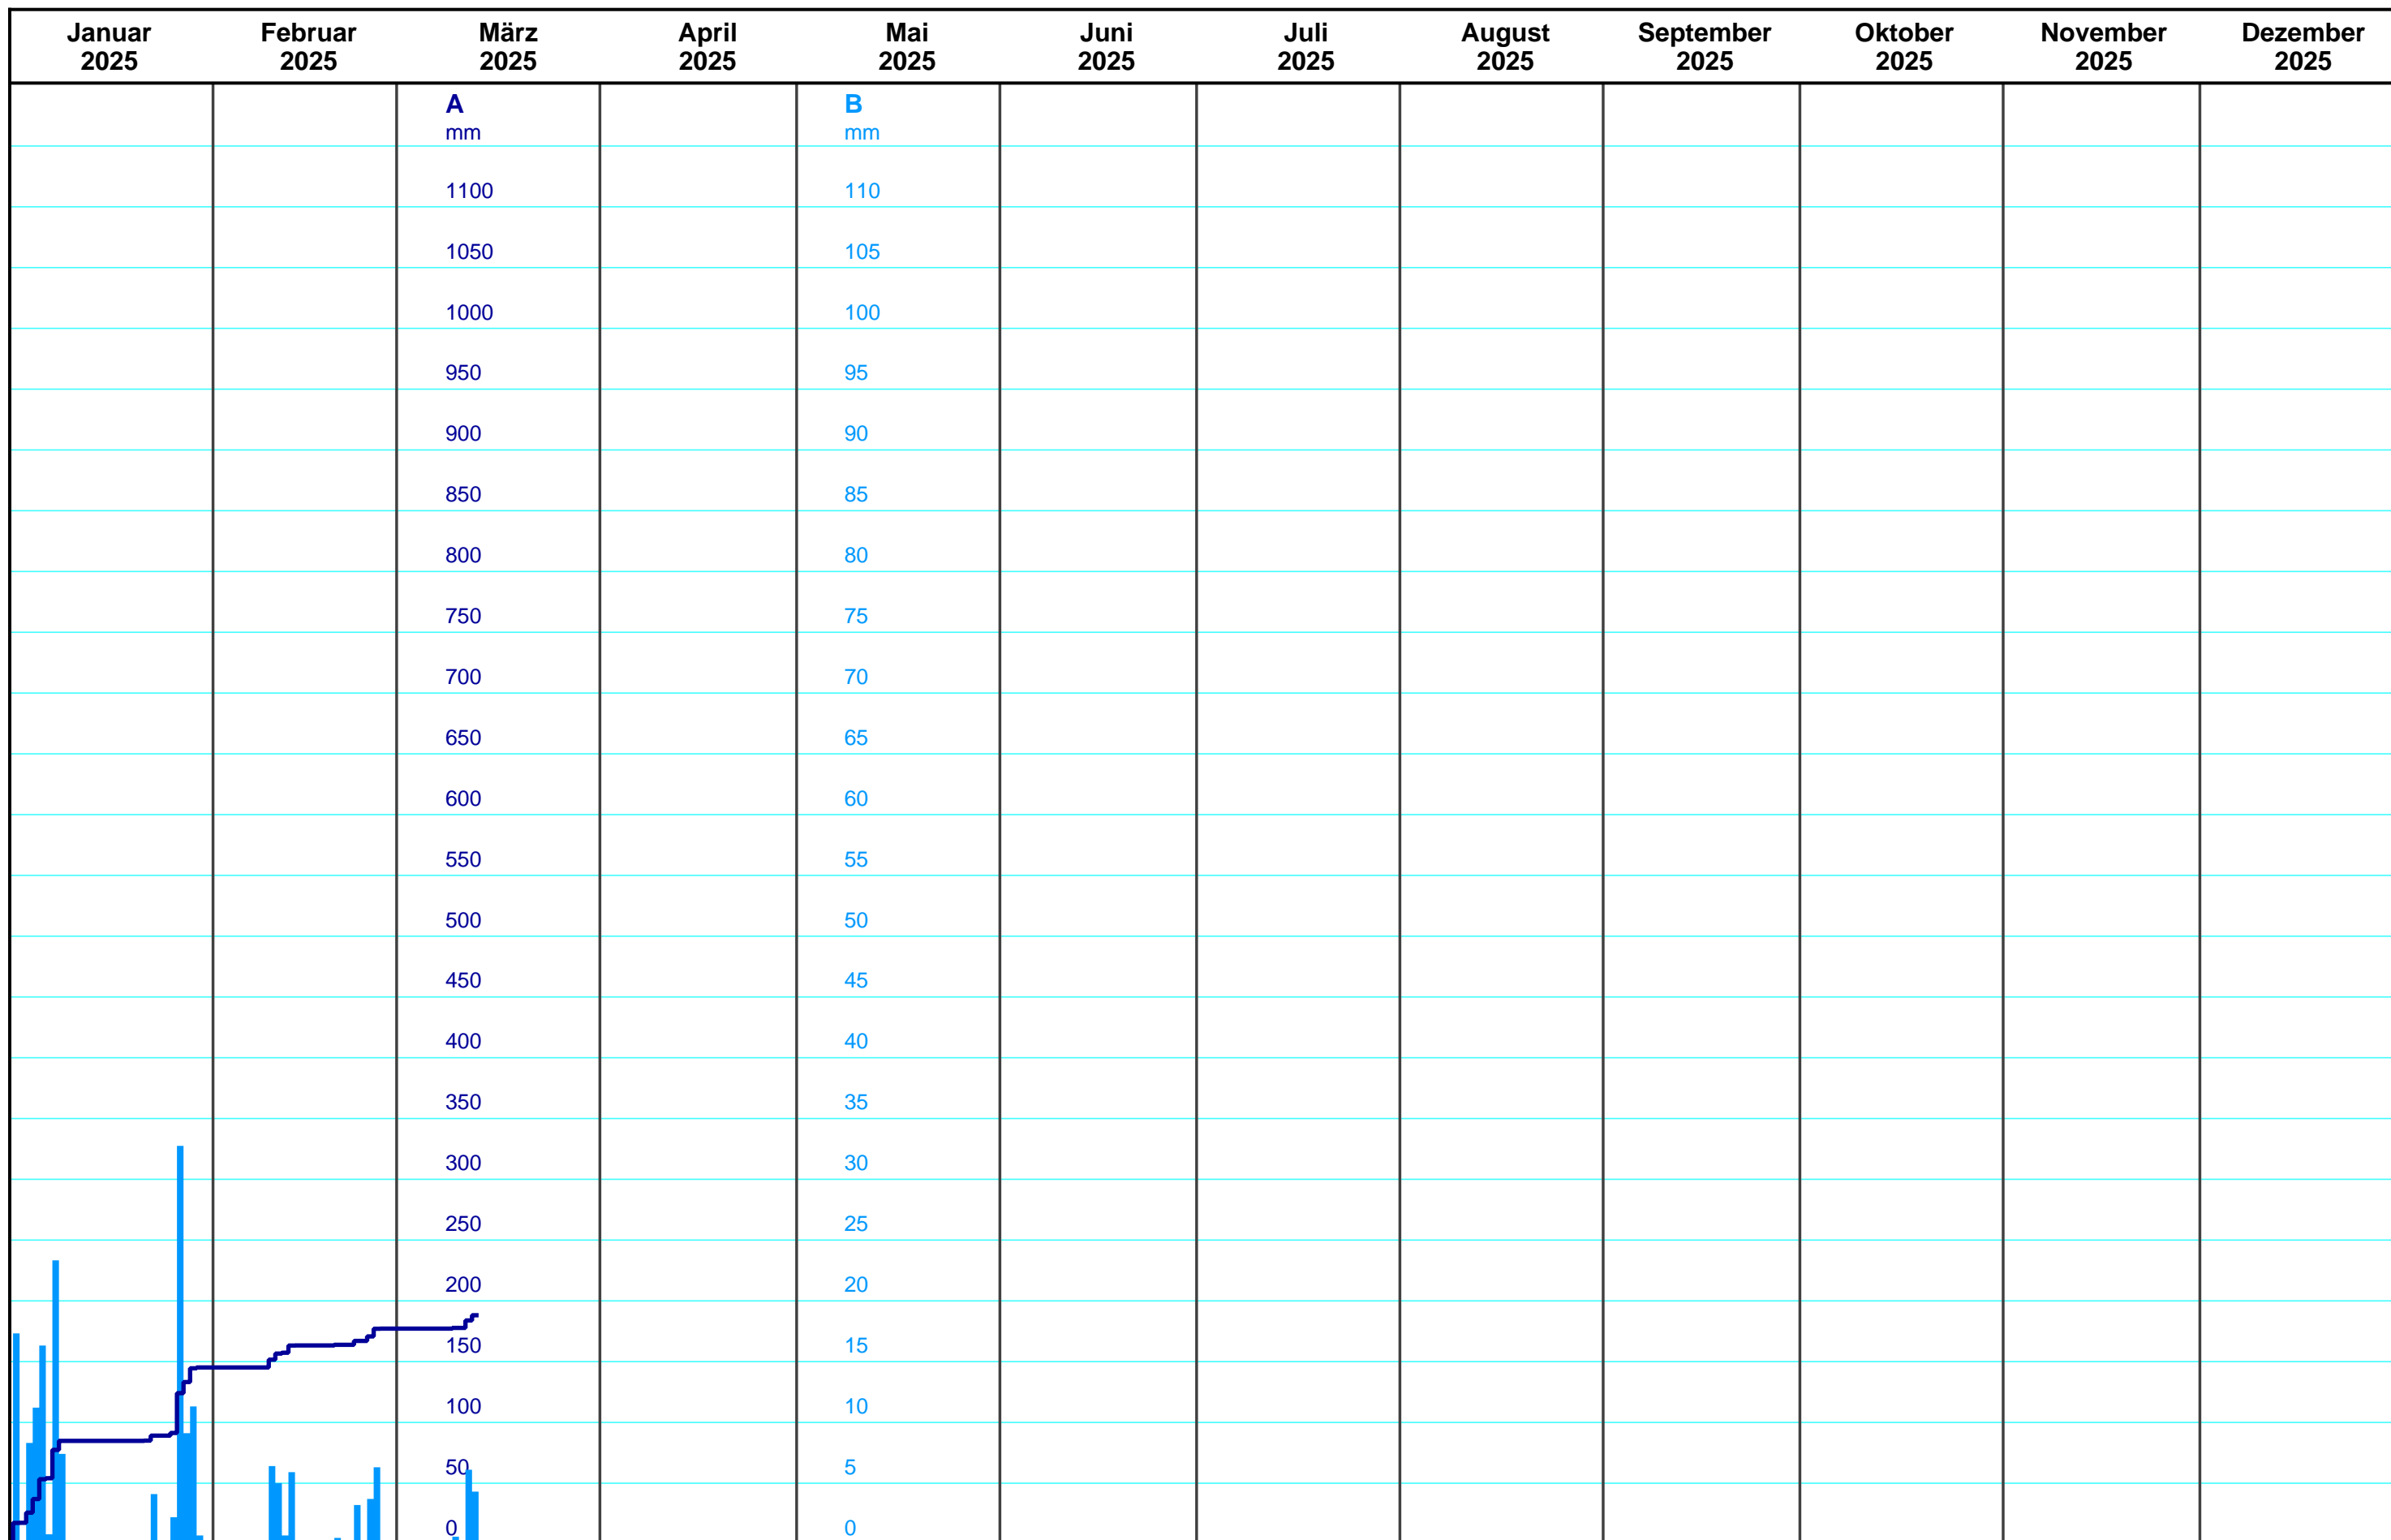 Januar 2025
Februar 2025
März 2025
April 2025
Mai 2025
Juni 2025
Juli 2025
August 2025
September 2025
Oktober 2025
November 2025
Dezember 2025
A B
mm mm
1100 110
1050 105
1000 100
950 95
900 90
850 85
800 80
750 75
700 70
650 65
600 60
550 55
500 50
450 45
400 40
350 35
300 30
250 25
200 20
150 15
100 10
50 5
0 0